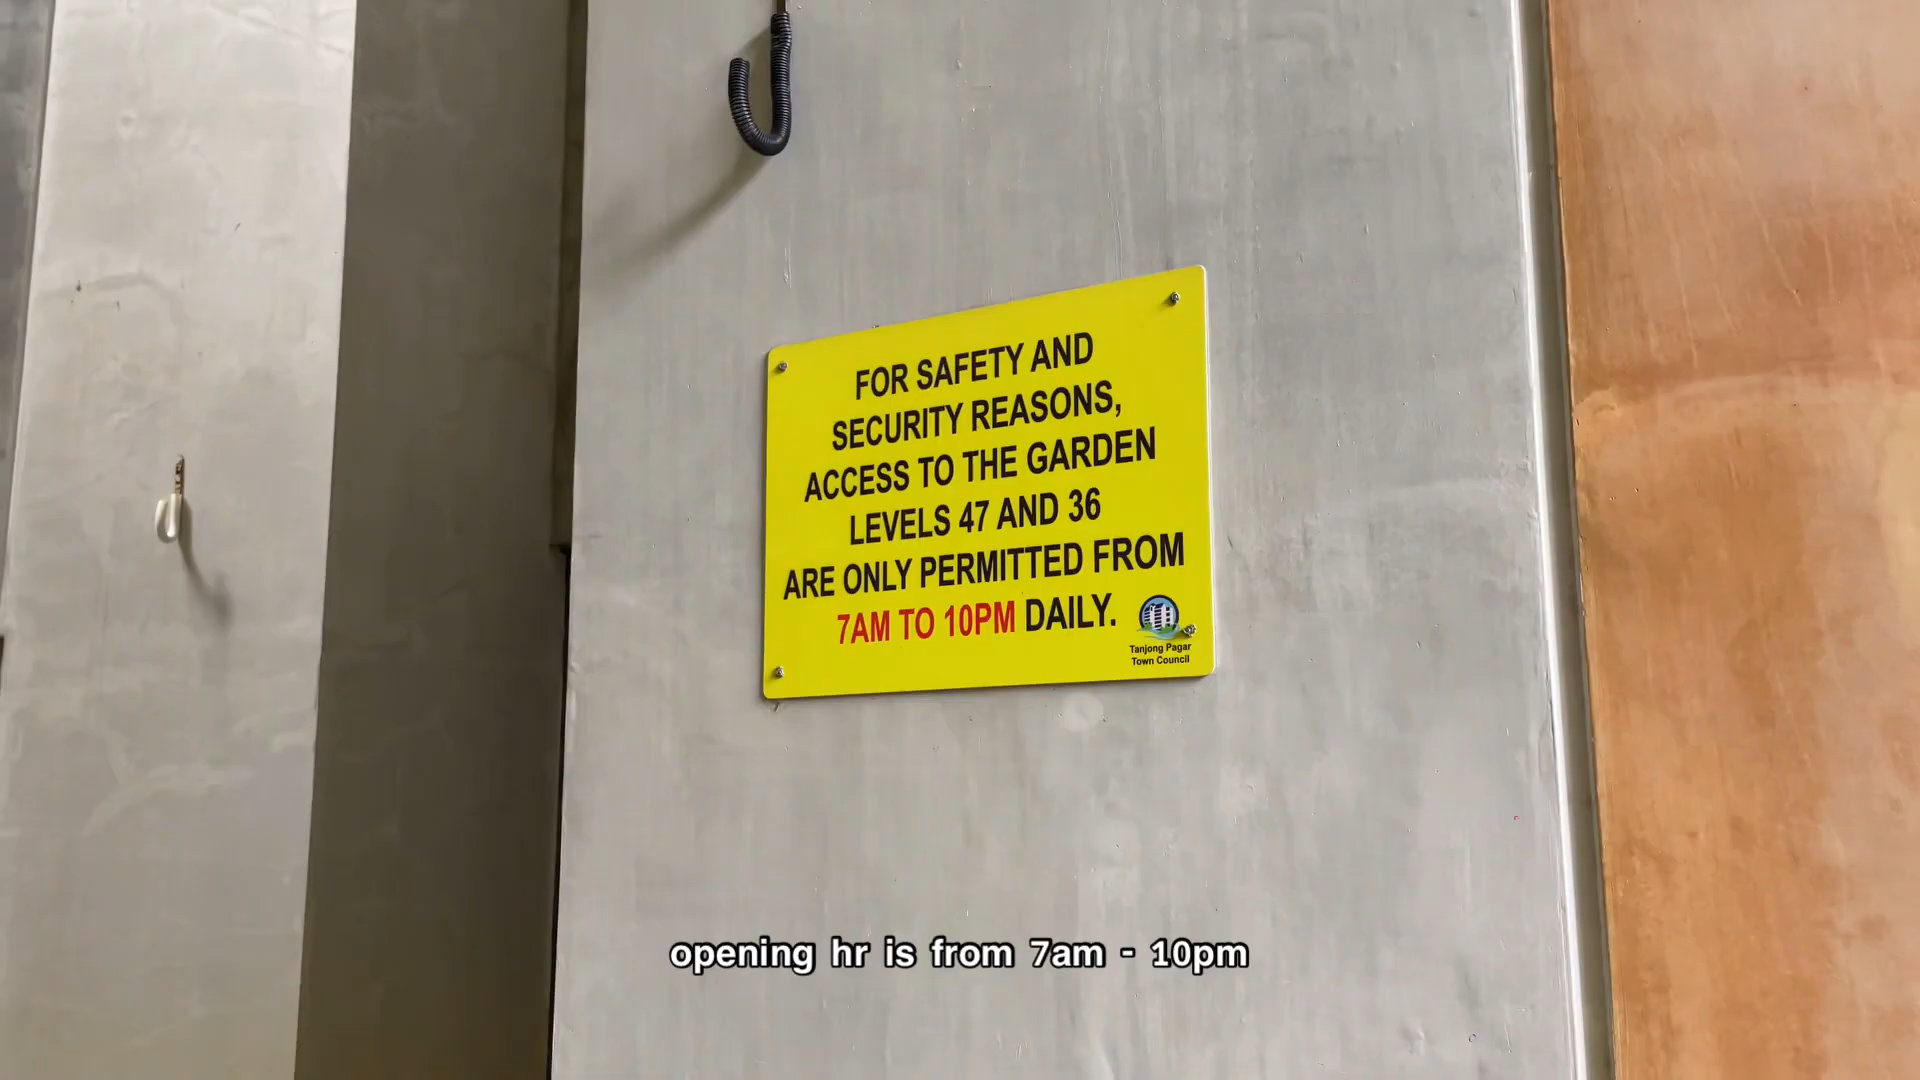 FOR SAFETY AND
SECURITY REASONS,
ACCESS TO THE GARDEN
LEVELS 47 AND 36
ARE ONLY PERMITTED FROM
7AM TO 10PM DAILY.
Tanjong Pagar
Town Council
opening hr is from 7am - 10pm